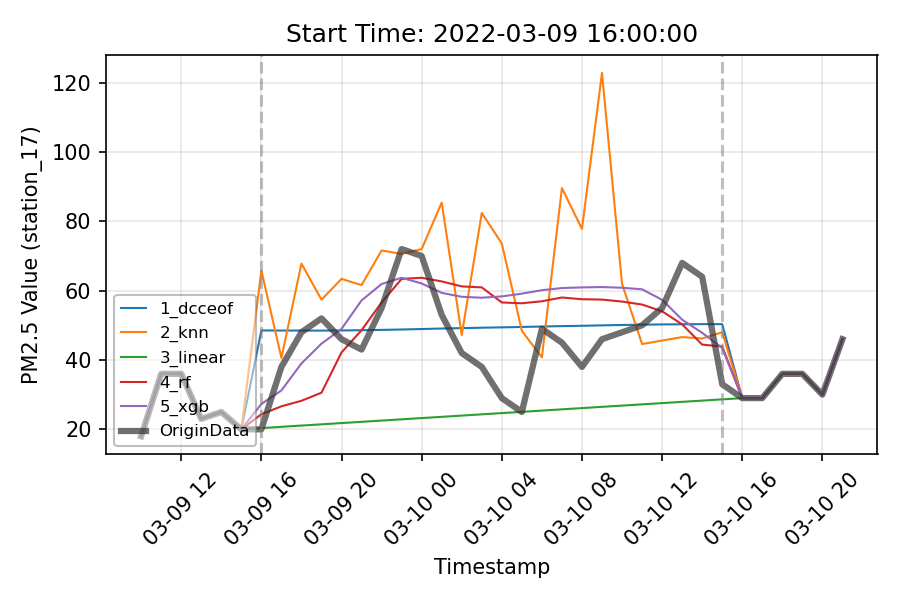 Start Time: 2022-03-09 16:00:00
PM2.5 Value (station_17)
120
100
80
60
40
20
1_dcceof
2_knn
3_linear
4_rf
5_xgb
OriginData
03-09 12
03-09 16
03-09 20
03-10 00
03-10 04
03-10 08
03-10 12
03-10 16
03-10 20
Timestamp